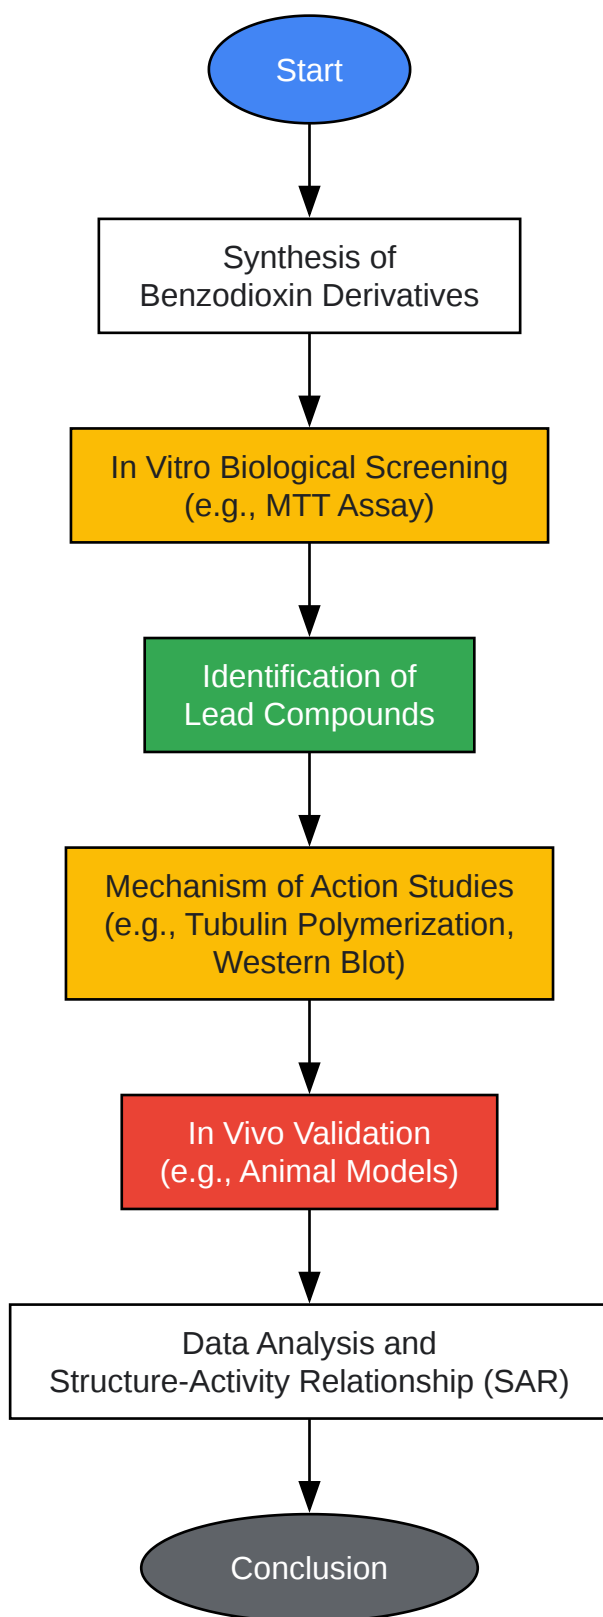 Start
Synthesis of
Benzodioxin Derivatives
In Vitro Biological Screening
(e.g., MTT Assay)
Identification of
Lead Compounds
Mechanism of Action Studies
(e.g., Tubulin Polymerization,
Western Blot)
In Vivo Validation
(e.g., Animal Models)
Data Analysis and
Structure-Activity Relationship (SAR)
Conclusion